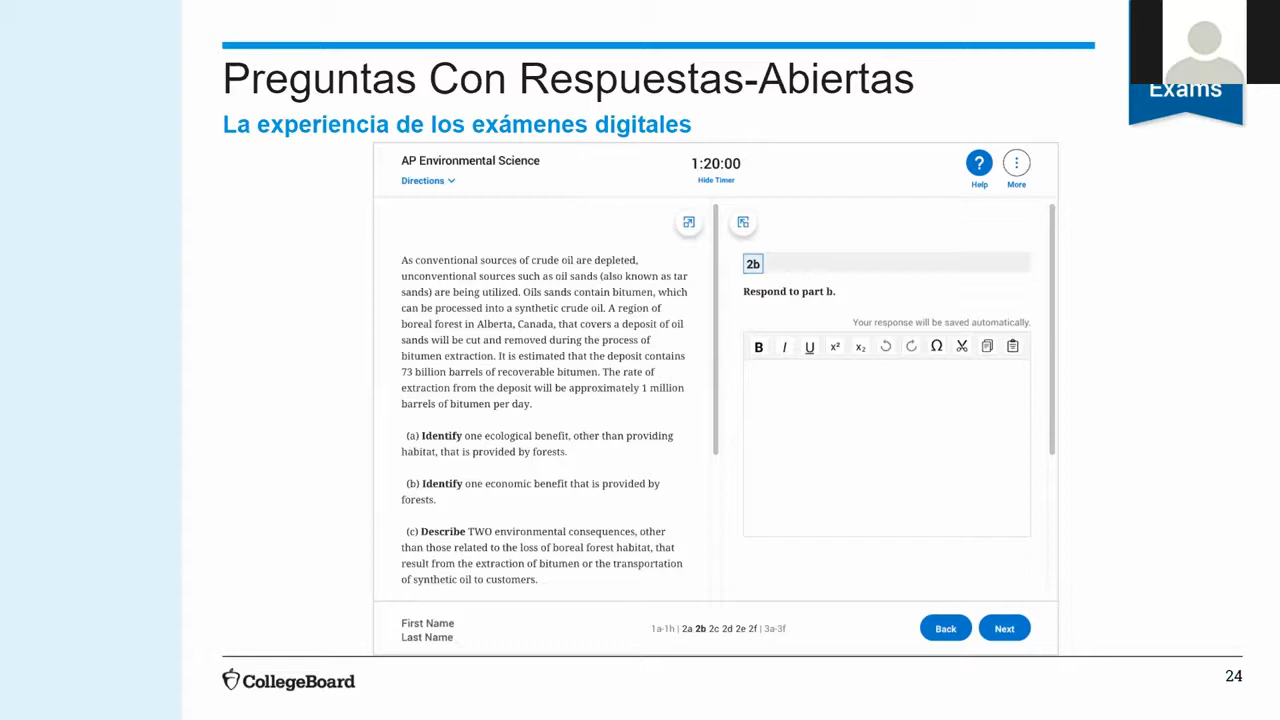 Preguntas Con Respuestas-Abiertas
Exams
La experiencia de los exámenes digitales
AP Environmental Science
1:20:00
?
Directions
Hide Timer
Help
More
As conventional sources of crude oil are depleted,
unconventional sources such as oil sands (also known as tar
sands) are being utilized. Oils sands contain bitumen, which
can be processed into a synthetic crude oil. A region of
boreal forest in Alberta, Canada, that covers a deposit of oil
sands will be cut and removed during the process of
bitumen extraction. It is estimated that the deposit contains
73 billion barrels of recoverable bitumen. The rate of
extraction from the deposit will be approximately 1 million
barrels of bitumen per day.
(a) Identify one ecological benefit, other than providing
habitat, that is provided by forests.
(b) Identify one economic benefit that is provided by
forests.
(c) Describe TWO environmental consequences, other
than those related to the loss of boreal forest habitat, that
result from the extraction of bitumen or the transportation
of synthetic oil to customers.
2b
Respond to part b.
Your response will be saved automatically.
B I U x² x₂ Ω
First Name
Last Name
1a-1h | 2a 2b 2c 2d 2e 2f | 3a-3f
Back
Next
CollegeBoard
24